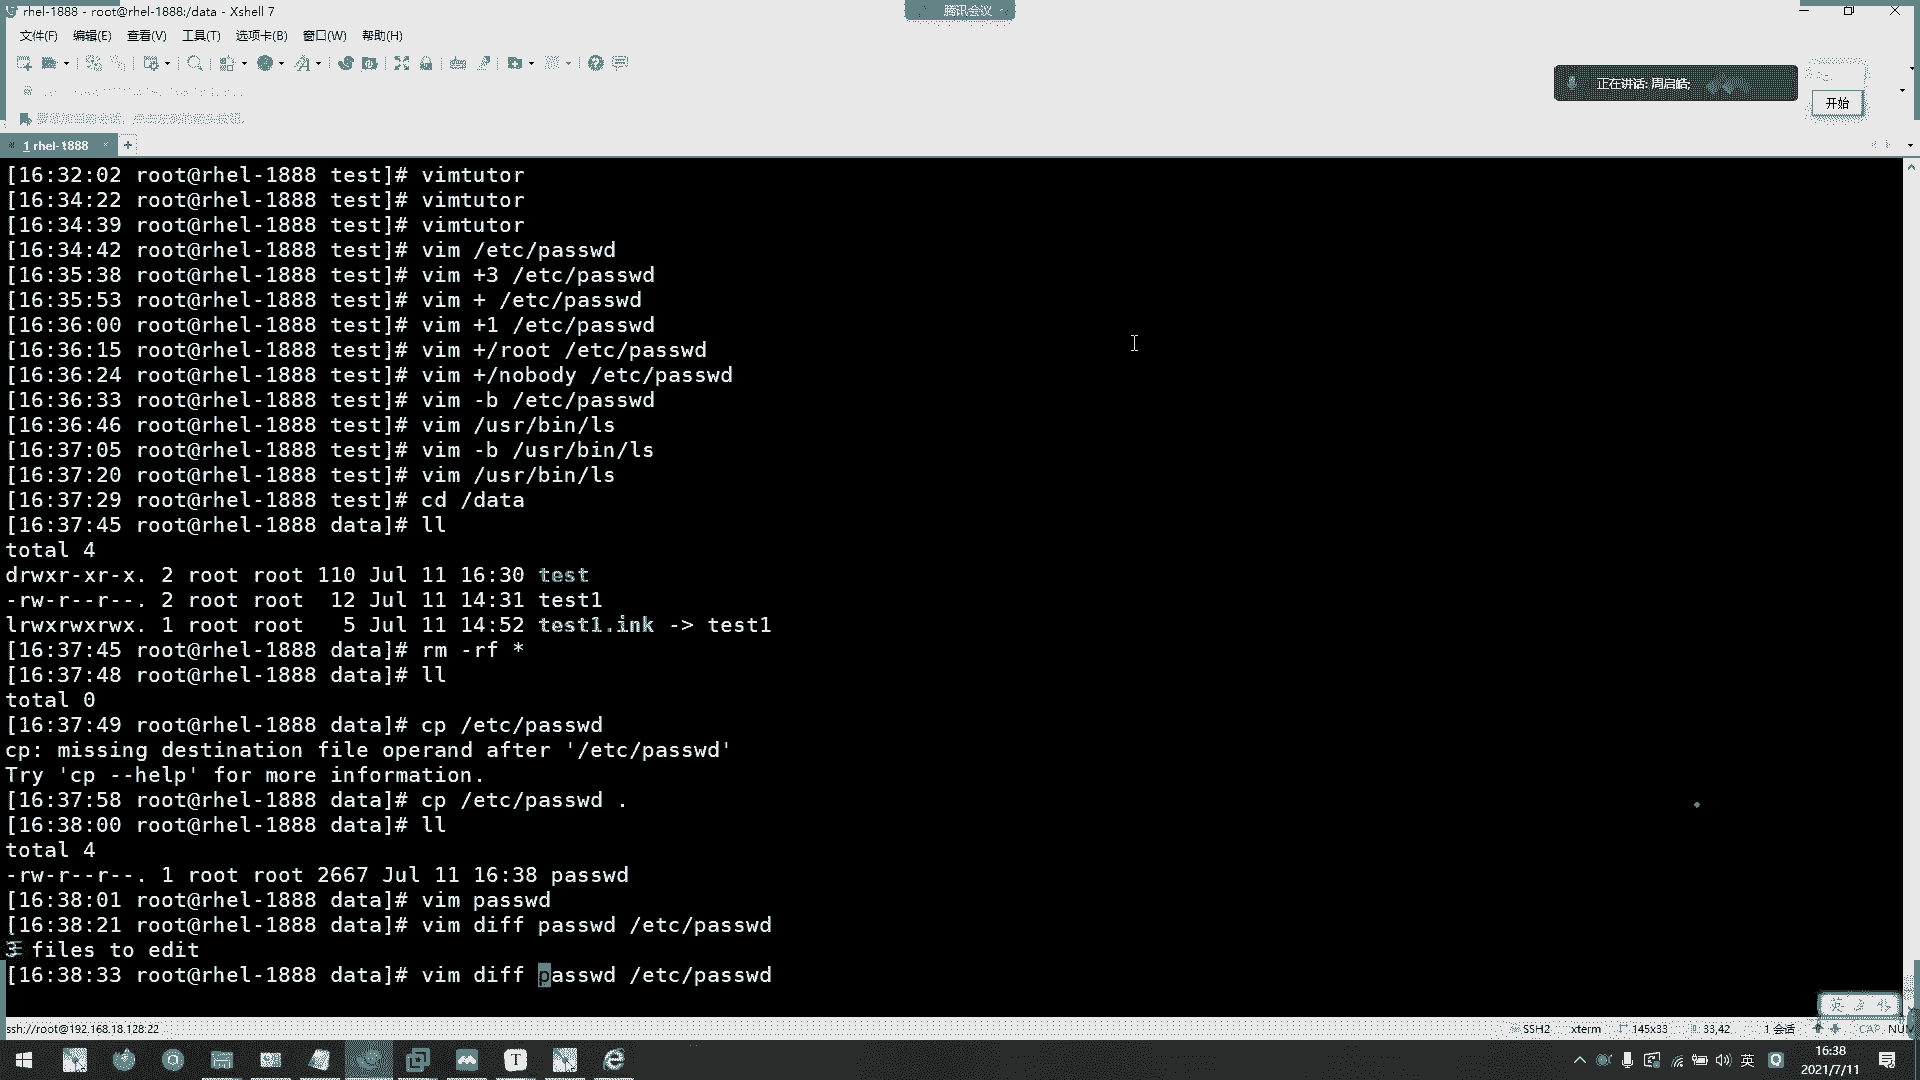 rhel-1888 - root@rhel-1888:/data - Xshell 7
腾讯会议
文件(F) 编辑(E) 查看(V) 工具(T) 选项卡(B) 窗口(W) 帮助(H)
正在讲话: 周启皓;
开始
1 rhel-1888 × +
[16:32:02 root@rhel-1888 test]# vimtutor
[16:34:22 root@rhel-1888 test]# vimtutor
[16:34:39 root@rhel-1888 test]# vimtutor
[16:34:42 root@rhel-1888 test]# vim /etc/passwd
[16:35:38 root@rhel-1888 test]# vim +3 /etc/passwd
[16:35:53 root@rhel-1888 test]# vim + /etc/passwd
[16:36:00 root@rhel-1888 test]# vim +1 /etc/passwd
[16:36:15 root@rhel-1888 test]# vim +/root /etc/passwd
[16:36:24 root@rhel-1888 test]# vim +/nobody /etc/passwd
[16:36:33 root@rhel-1888 test]# vim -b /etc/passwd
[16:36:46 root@rhel-1888 test]# vim /usr/bin/ls
[16:37:05 root@rhel-1888 test]# vim -b /usr/bin/ls
[16:37:20 root@rhel-1888 test]# vim /usr/bin/ls
[16:37:29 root@rhel-1888 test]# cd /data
[16:37:45 root@rhel-1888 data]# ll
total 4
drwxr-xr-x. 2 root root 110 Jul 11 16:30 test
-rw-r--r--. 2 root root  12 Jul 11 14:31 test1
lrwxrwxrwx. 1 root root   5 Jul 11 14:52 test1.ink -> test1
[16:37:45 root@rhel-1888 data]# rm -rf *
[16:37:48 root@rhel-1888 data]# ll
total 0
[16:37:49 root@rhel-1888 data]# cp /etc/passwd
cp: missing destination file operand after '/etc/passwd'
Try 'cp --help' for more information.
[16:37:58 root@rhel-1888 data]# cp /etc/passwd .
[16:38:00 root@rhel-1888 data]# ll
total 4
-rw-r--r--. 1 root root 2667 Jul 11 16:38 passwd
[16:38:01 root@rhel-1888 data]# vim passwd
[16:38:21 root@rhel-1888 data]# vim diff passwd /etc/passwd
3 files to edit
[16:38:33 root@rhel-1888 data]# vim diff passwd /etc/passwd
ssh://root@192.168.18.128:22 SSH2 xterm 145x33 33,42 1 会话 CAP NUM
英
16:38
2021/7/11